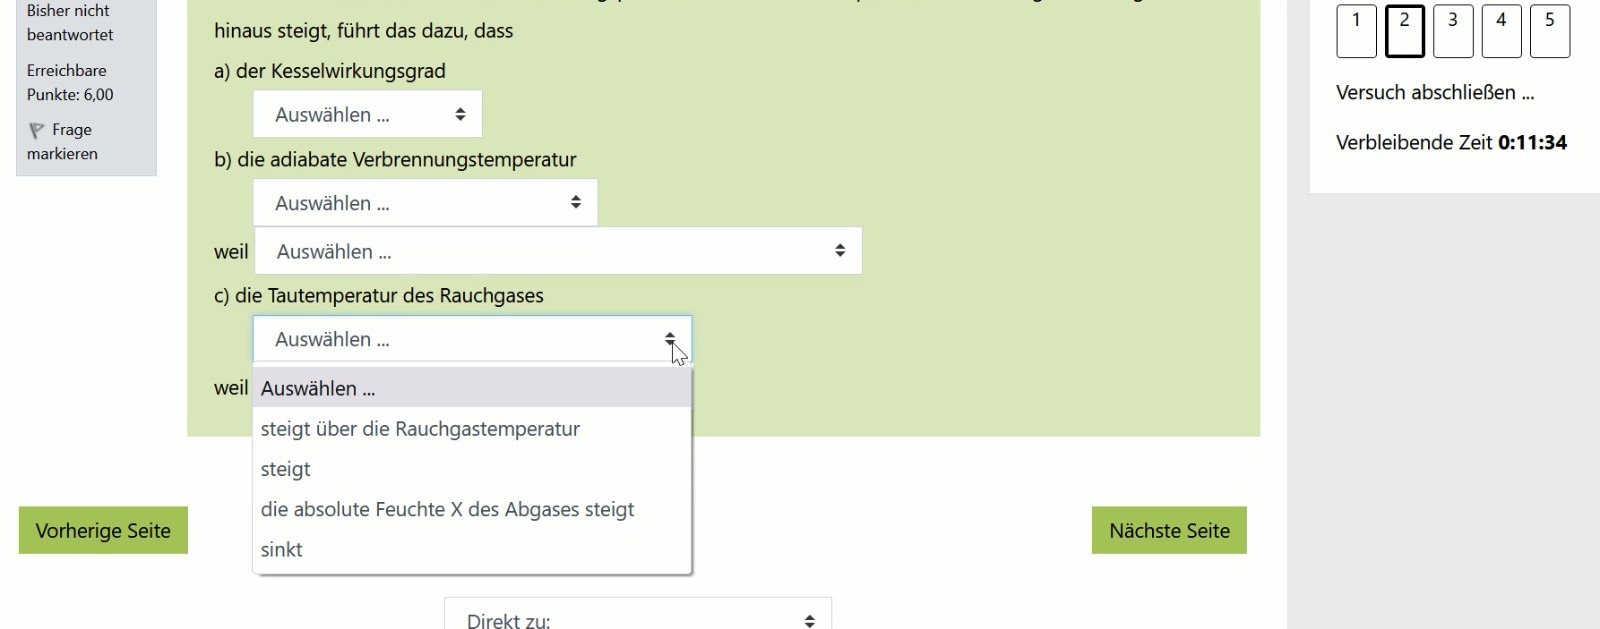 Bisher nicht
beantwortet
Erreichbare
Punkte: 6,00
Frage
markieren
hinaus steigt, führt das dazu, dass
a) der Kesselwirkungsgrad
Auswählen ...
b) die adiabate Verbrennungstemperatur
Auswählen ...
weil Auswählen ...
c) die Tautemperatur des Rauchgases
Auswählen ...
weil Auswählen ...
steigt über die Rauchgastemperatur
steigt
die absolute Feuchte X des Abgases steigt
sinkt
Vorherige Seite
Nächste Seite
Direkt zu:
1 2 3 4 5
Versuch abschließen ...
Verbleibende Zeit 0:11:34